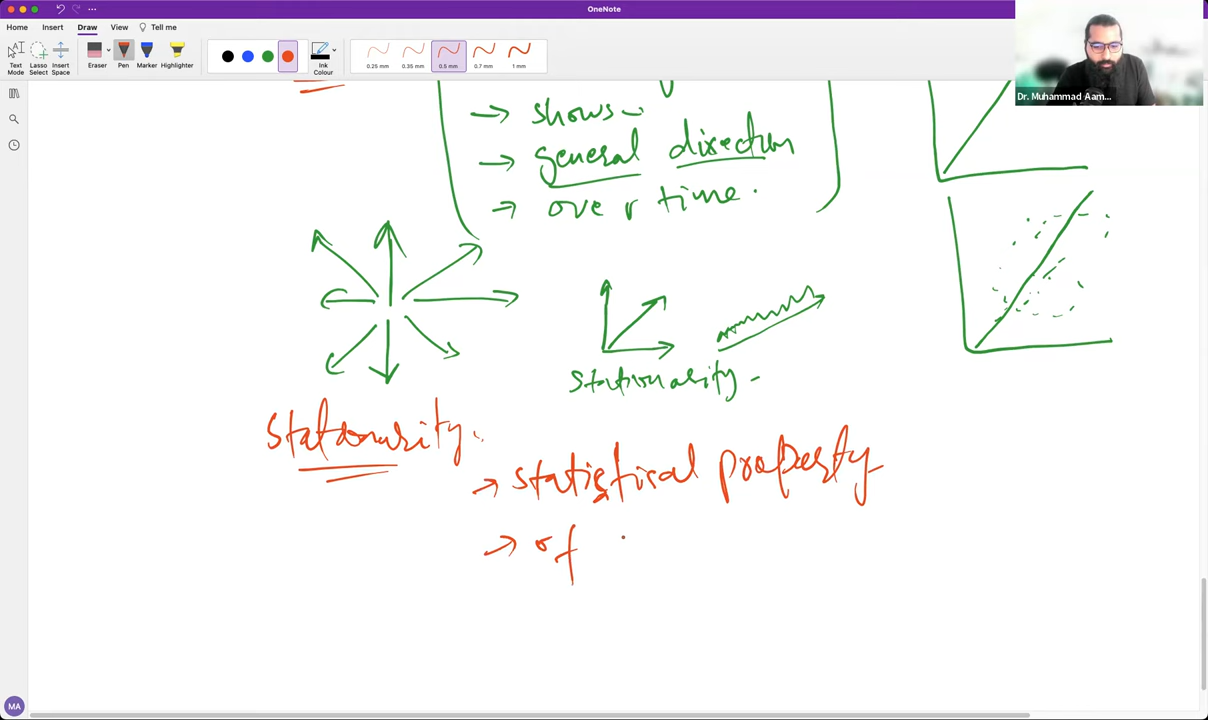 OneNote
Home Insert Draw View Tell me
Text Mode Lasso Select Insert Space Eraser Pen Marker Highlighter Ink Colour 0.25 mm 0.35 mm 0.5 mm 0.7 mm 1 mm
Dr. Muhammad Aam...
→ shows
→ general direction
→ over time.
Stationarity -
Stationarity.
→ statistical property
→ of
MA